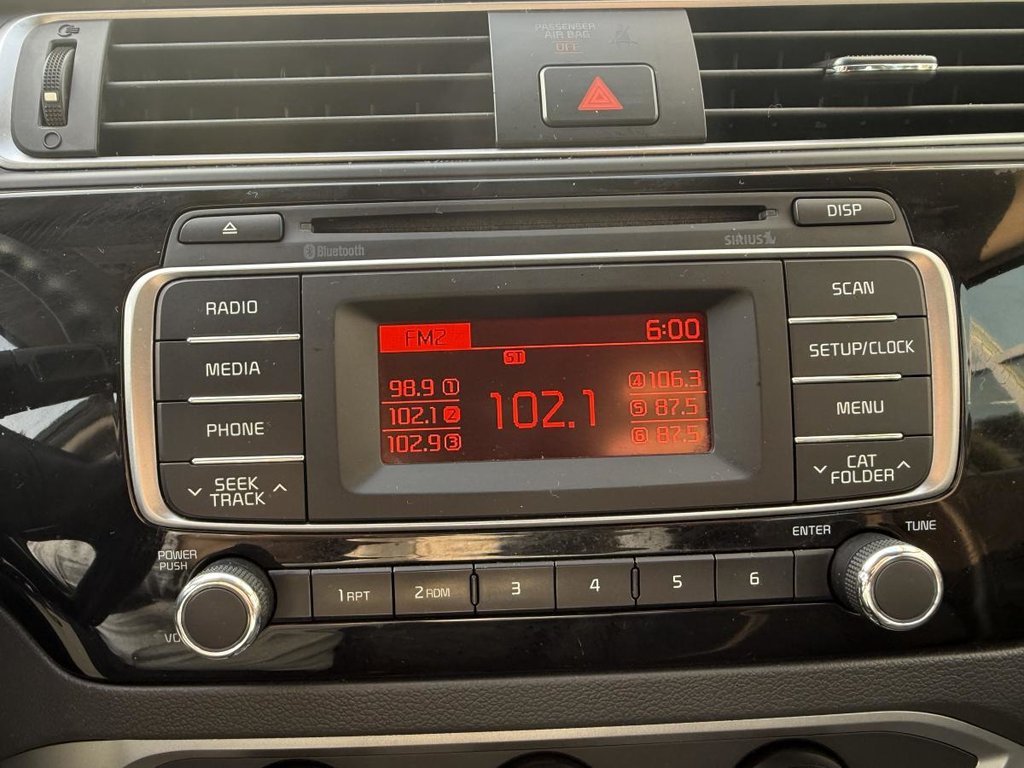 PASSENGER
AIR BAG
OFF
DISP
Bluetooth
SIRIUS
RADIO
MEDIA
PHONE
SEEK
TRACK
FM2
6:00
ST
98.9 1
102.1 2
102.9 3
102.1
4 106.3
5 87.5
6 87.5
SCAN
SETUP/CLOCK
MENU
CAT
FOLDER
POWER
PUSH
VO
1 RPT
2 RDM
3
4
5
6
ENTER
TUNE